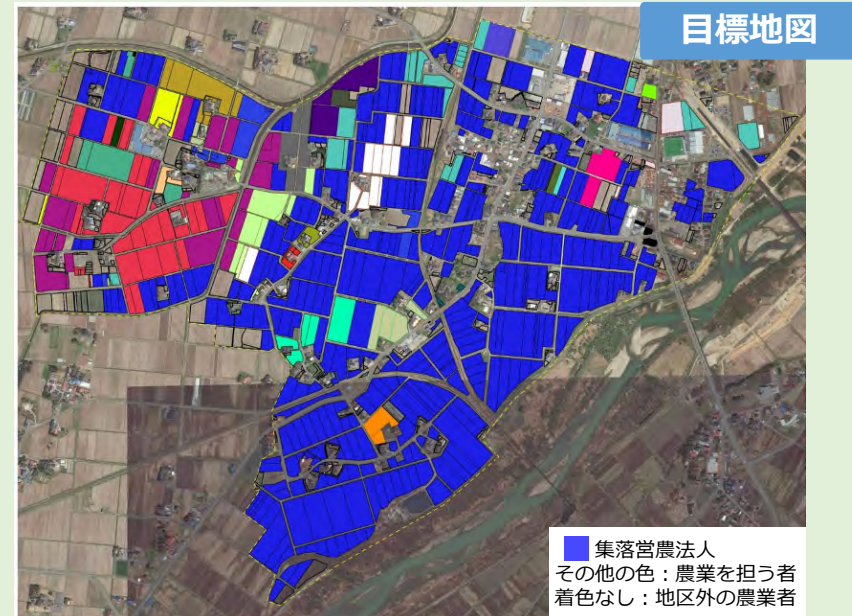 目標地図
集落営農法人
その他の色：農業を担う者
着色なし：地区外の農業者